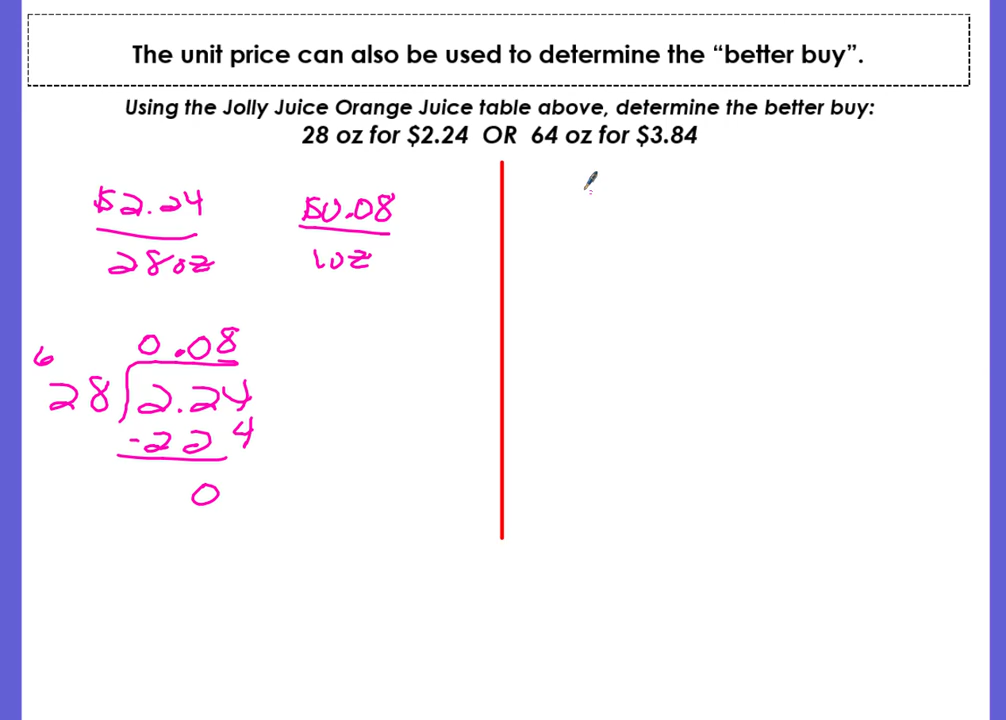 The unit price can also be used to determine the “better buy”.
Using the Jolly Juice Orange Juice table above, determine the better buy:
28 oz for $2.24 OR 64 oz for $3.84
$2.24
28oz
$0.08
1oz
0.08
6
28 2.24
-224
0